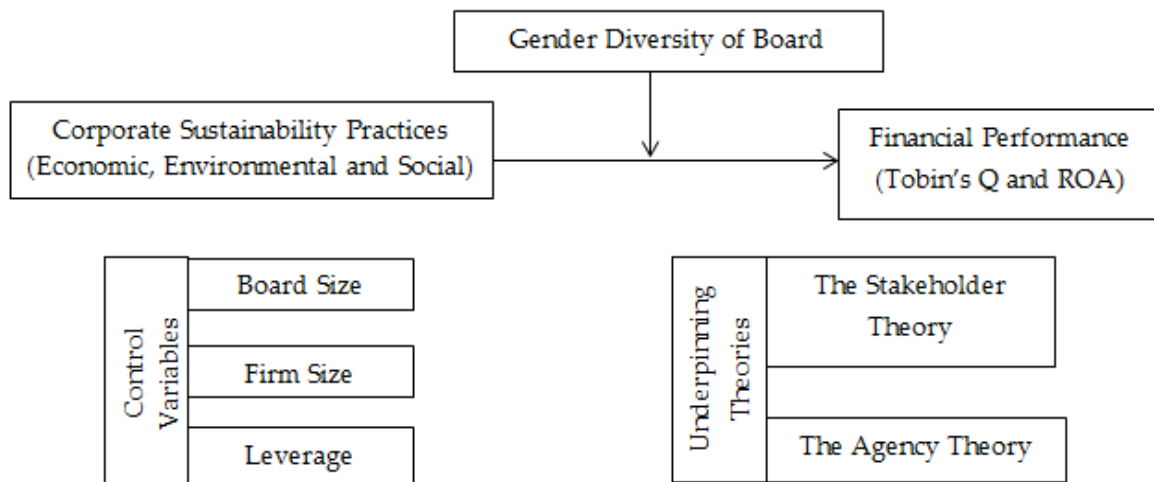 Gender Diversity of Board
Corporate Sustainability Practices
(Economic, Environmental and Social)
Financial Performance
(Tobin's Q and ROA)
Control
Variables
Board Size
Firm Size
Leverage
Underpinning
Theories
The Stakeholder
Theory
The Agency Theory